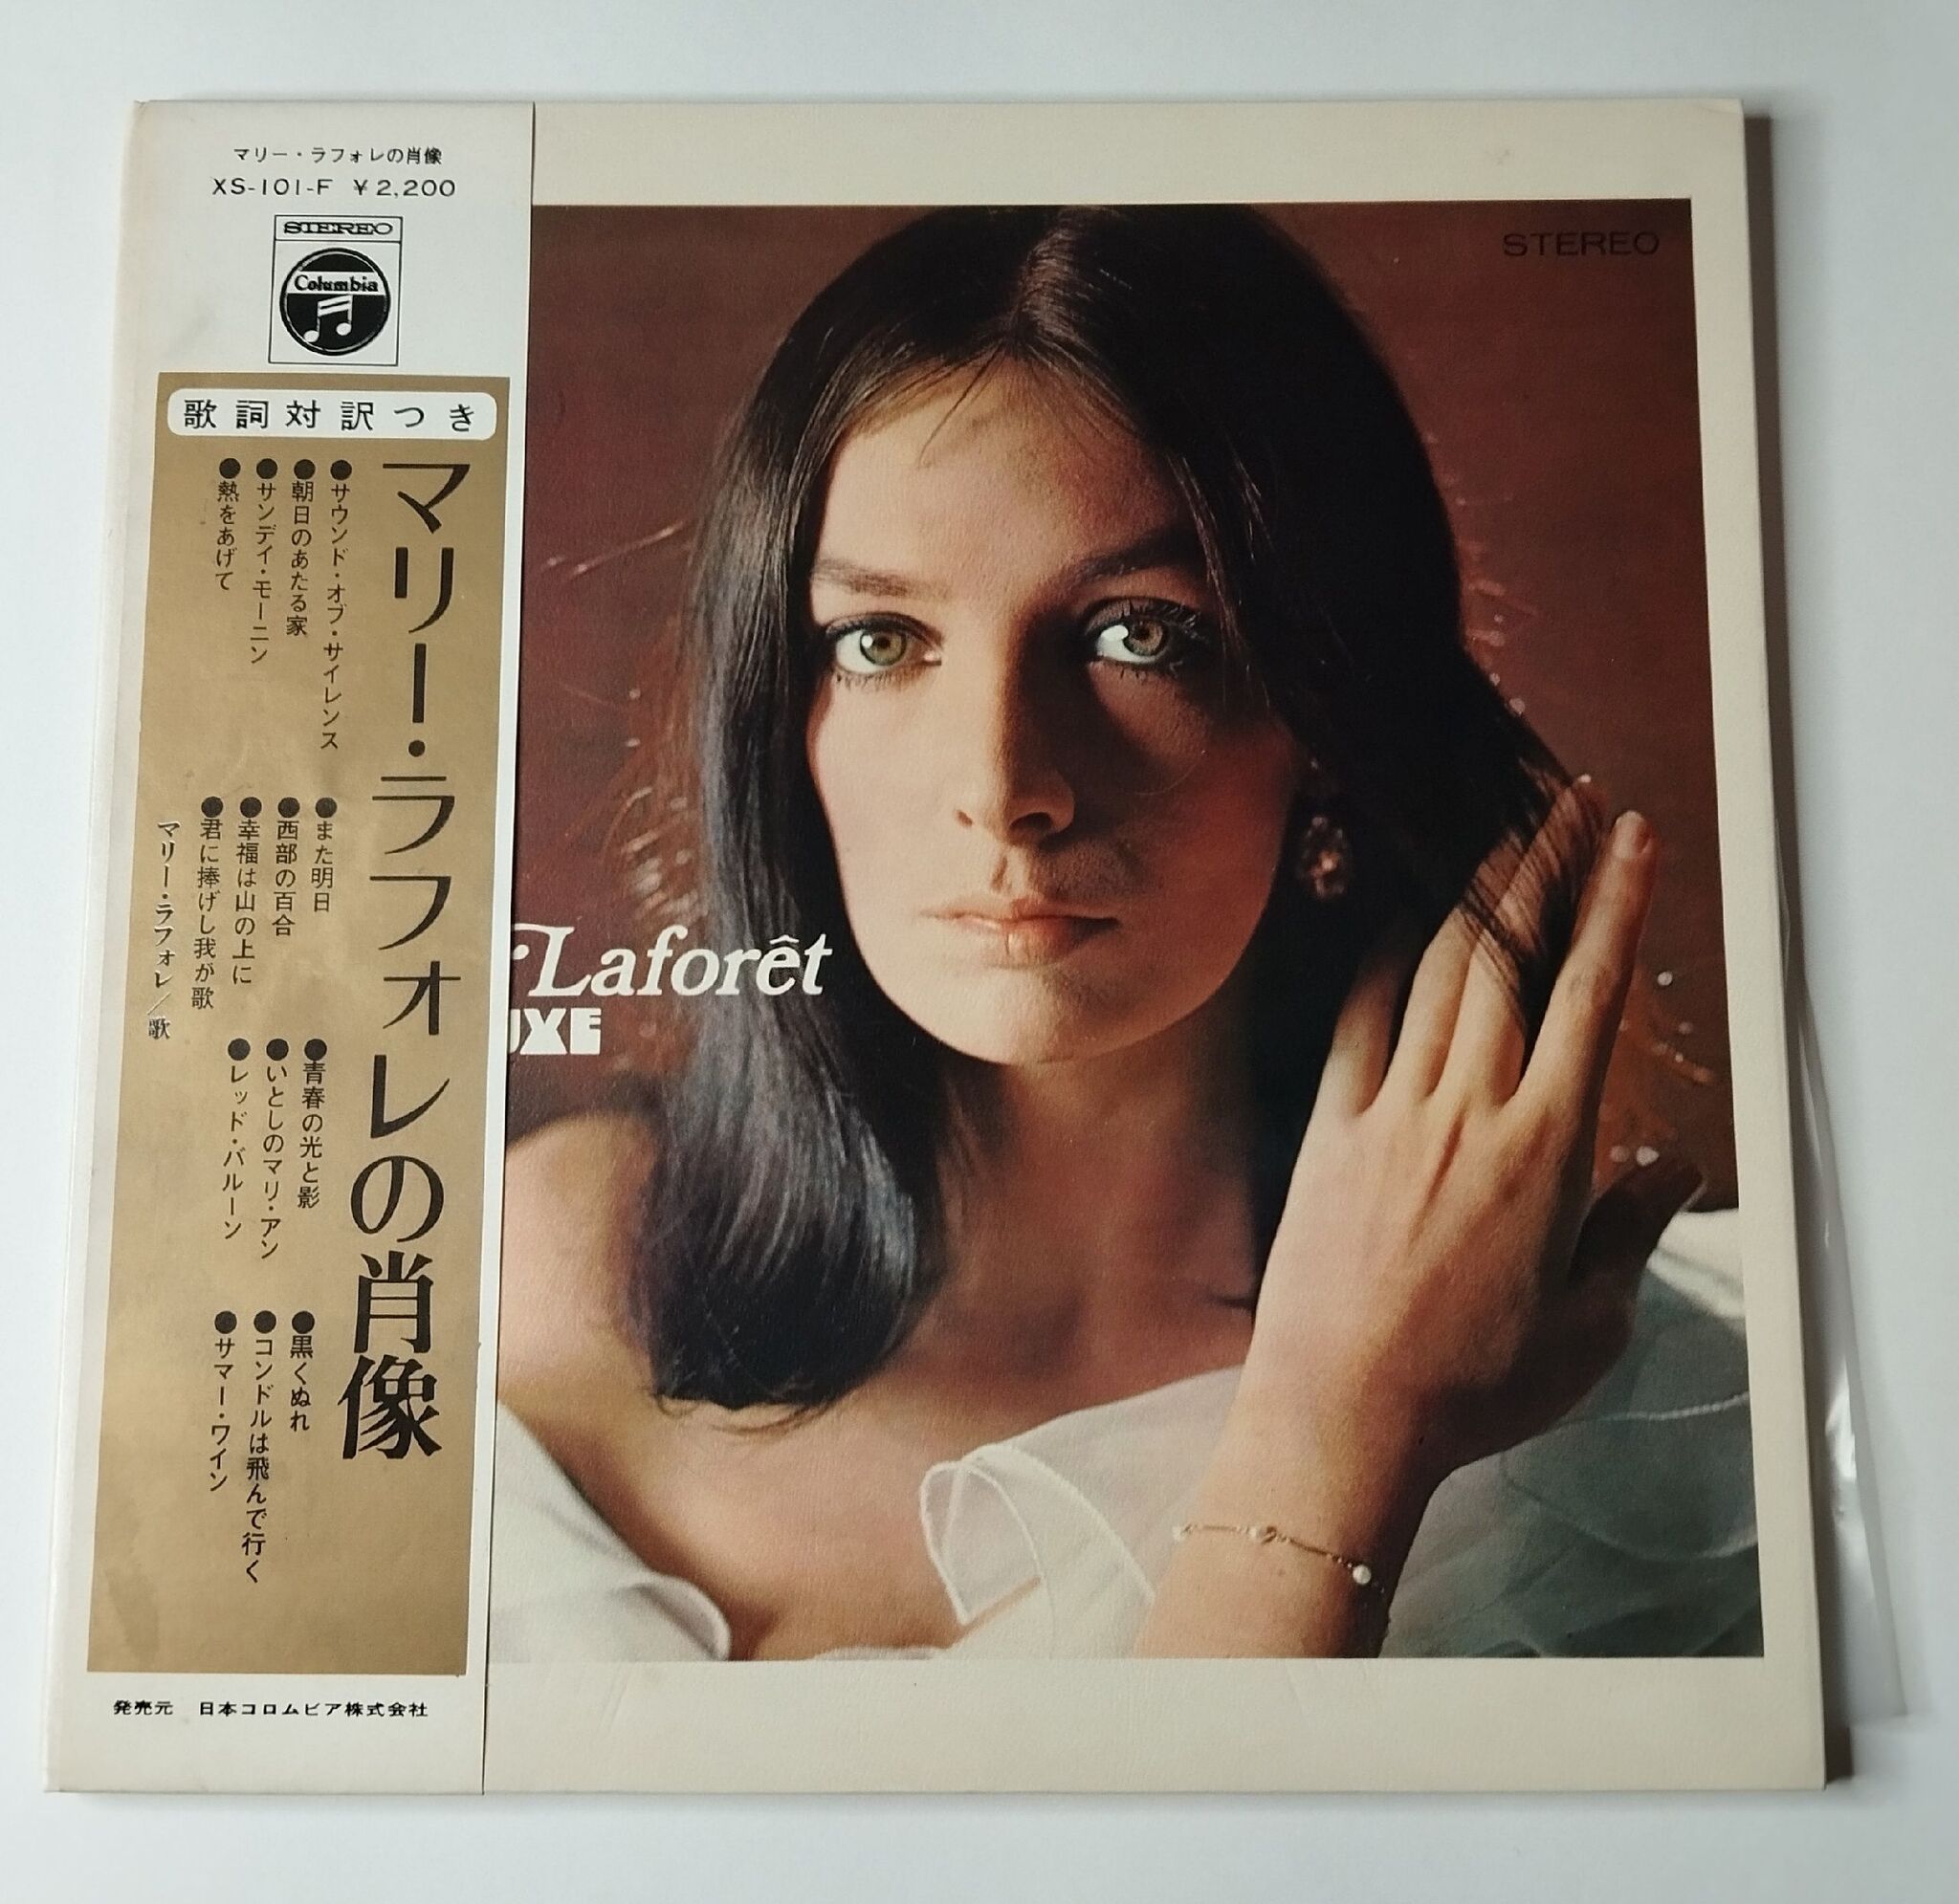 マリー・ラフォレの肖像
XS-101-F ￥2,200
STEREO
Columbia
歌詞対訳つき
マリー・ラフォレの肖像
●サウンド・オブ・サイレンス
●朝日のあたる家
●サンデイ・モーニン
●熱をあげて
●また明日
●西部の百合
●幸福は山の上に
●君に捧げし我が歌
マリー・ラフォレ/歌
●青春の光と影
●いとしのマリ・アン
●レッド・バルーン
●黒くぬれ
●コンドルは飛んで行く
●サマー・ワイン
発売元 日本コロムビア株式会社
STEREO
Laforêt
UXE